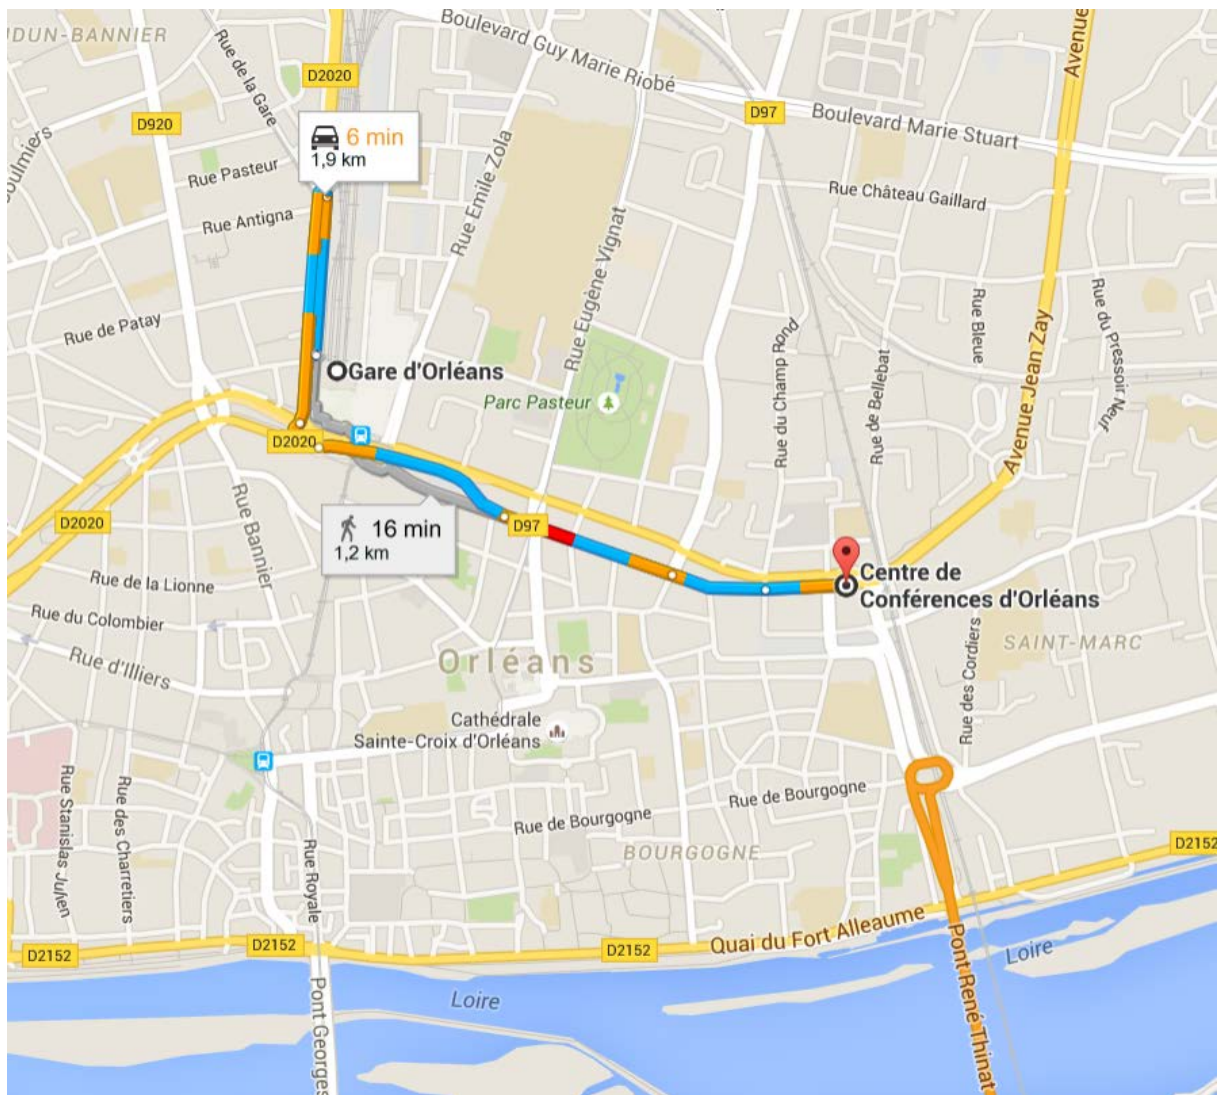 DUN-BANNIER
Rue de la Gare
D2020
Boulevard Guy Marie Riobé
Avenue
D920
D97
Boulevard Marie Stuart
6 min
1,9 km
oulmiers
Rue Pasteur
Rue Antigna
Rue Emile Zola
Rue Château Gaillard
Rue Eugène Vignat
Rue de Patay
Rue Bleue
Rue du Pressoir Neuf
Gare d'Orléans
Parc Pasteur
Rue du Champ Rond
Rue de Bellebat
Avenue Jean Zay
D2020
D2020
Rue Bannier
16 min
1,2 km
D97
Centre de
Conférences d'Orléans
Rue de la Lionne
Rue du Colombier
Rue d'Illiers
Orléans
SAINT-MARC
Rue des Cordiers
Cathédrale
Sainte-Croix d'Orléans
Rue Stanislas Julien
Rue des Charretiers
Rue Royale
Rue de Bourgogne
Rue de Bourgogne
BOURGOGNE
D2152
D2152
D2152
D2152
Quai du Fort Alleaume
Loire
Loire
Pont Georges
Pont René Thinat